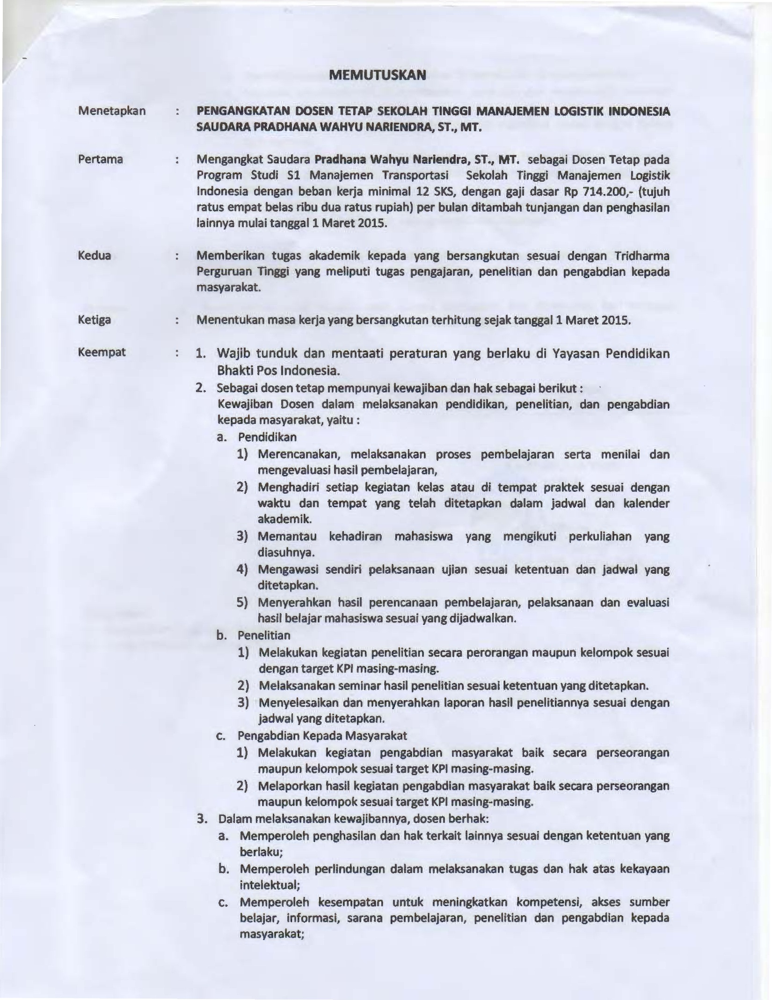 MEMUTUSKAN
Menetapkan : PENGANGKATAN DOSEN TETAP SEKOLAH TINGGI MANAJEMEN LOGISTIK INDONESIA
SAUDARA PRADHANA WAHYU NARIENDRA, ST., MT.
Pertama : Mengangkat Saudara Pradhana Wahyu Nariendra, ST., MT. sebagai Dosen Tetap pada
Program Studi S1 Manajemen Transportasi Sekolah Tinggi Manajemen Logistik
Indonesia dengan beban kerja minimal 12 SKS, dengan gaji dasar Rp 714.200,- (tujuh
ratus empat belas ribu dua ratus rupiah) per bulan ditambah tunjangan dan penghasilan
lainnya mulai tanggal 1 Maret 2015.
Kedua : Memberikan tugas akademik kepada yang bersangkutan sesuai dengan Tridharma
Perguruan Tinggi yang meliputi tugas pengajaran, penelitian dan pengabdian kepada
masyarakat.
Ketiga : Menentukan masa kerja yang bersangkutan terhitung sejak tanggal 1 Maret 2015.
Keempat : 1. Wajib tunduk dan mentaati peraturan yang berlaku di Yayasan Pendidikan
Bhakti Pos Indonesia.
2. Sebagai dosen tetap mempunyai kewajiban dan hak sebagai berikut :
Kewajiban Dosen dalam melaksanakan pendidikan, penelitian, dan pengabdian
kepada masyarakat, yaitu :
a. Pendidikan
1) Merencanakan, melaksanakan proses pembelajaran serta menilai dan
mengevaluasi hasil pembelajaran,
2) Menghadiri setiap kegiatan kelas atau di tempat praktek sesuai dengan
waktu dan tempat yang telah ditetapkan dalam jadwal dan kalender
akademik.
3) Memantau kehadiran mahasiswa yang mengikuti perkuliahan yang
diasuhnya.
4) Mengawasi sendiri pelaksanaan ujian sesuai ketentuan dan jadwal yang
ditetapkan.
5) Menyerahkan hasil perencanaan pembelajaran, pelaksanaan dan evaluasi
hasil belajar mahasiswa sesuai yang dijadwalkan.
b. Penelitian
1) Melakukan kegiatan penelitian secara perorangan maupun kelompok sesuai
dengan target KPI masing-masing.
2) Melaksanakan seminar hasil penelitian sesuai ketentuan yang ditetapkan.
3) Menyelesaikan dan menyerahkan laporan hasil penelitiannya sesuai dengan
jadwal yang ditetapkan.
c. Pengabdian Kepada Masyarakat
1) Melakukan kegiatan pengabdian masyarakat baik secara perseorangan
maupun kelompok sesuai target KPI masing-masing.
2) Melaporkan hasil kegiatan pengabdian masyarakat baik secara perseorangan
maupun kelompok sesuai target KPI masing-masing.
3. Dalam melaksanakan kewajibannya, dosen berhak:
a. Memperoleh penghasilan dan hak terkait lainnya sesuai dengan ketentuan yang
berlaku;
b. Memperoleh perlindungan dalam melaksanakan tugas dan hak atas kekayaan
intelektual;
c. Memperoleh kesempatan untuk meningkatkan kompetensi, akses sumber
belajar, informasi, sarana pembelajaran, penelitian dan pengabdian kepada
masyarakat;